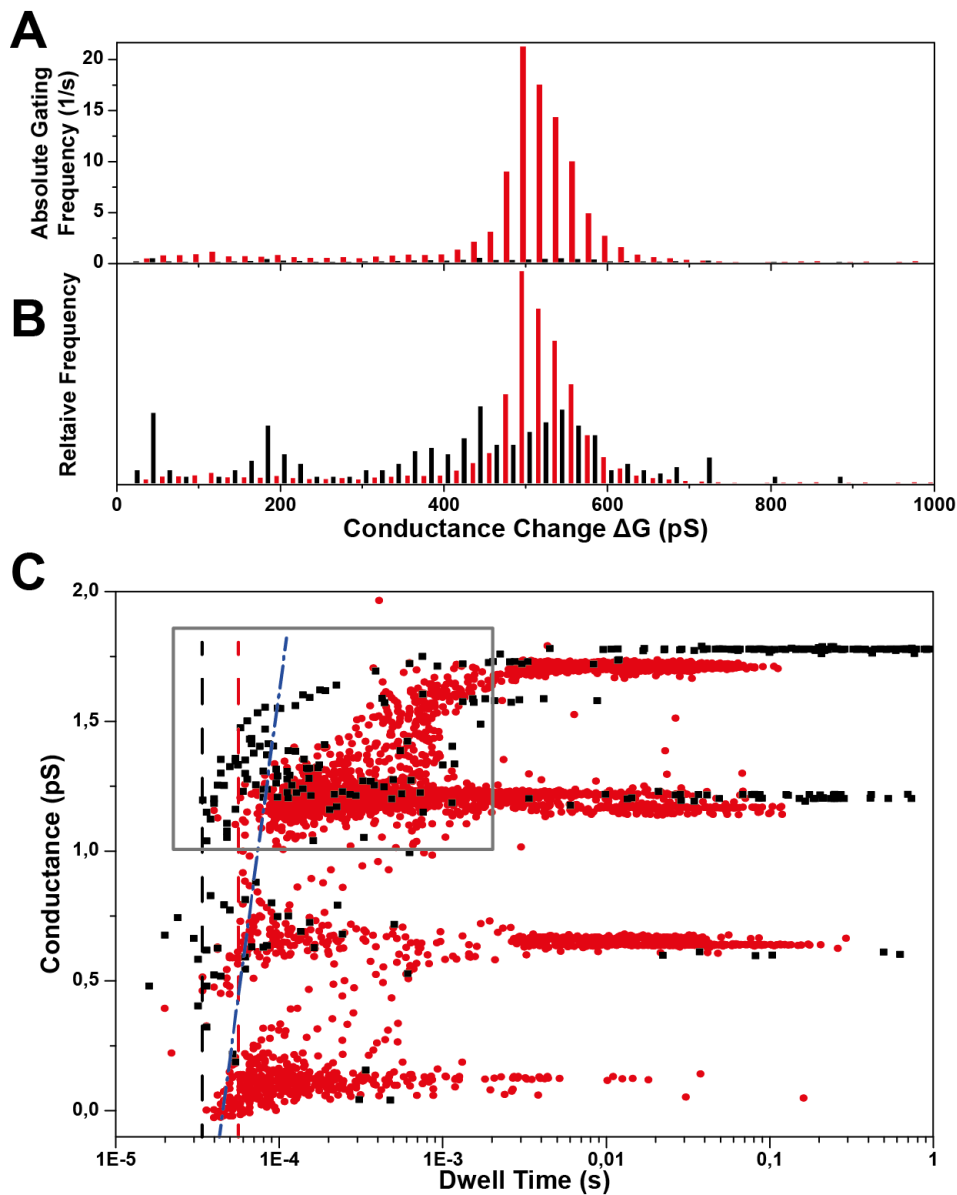 A
Absolute Gating
Frequency (1/s)
20
15
10
5
0
B
Reltaive Frequency
0 200 400 600 800 1000
Conductance Change ΔG (pS)
C
Conductance (pS)
2,0
1,5
1,0
0,5
0,0
1E-5 1E-4 1E-3 0,01 0,1 1
Dwell Time (s)